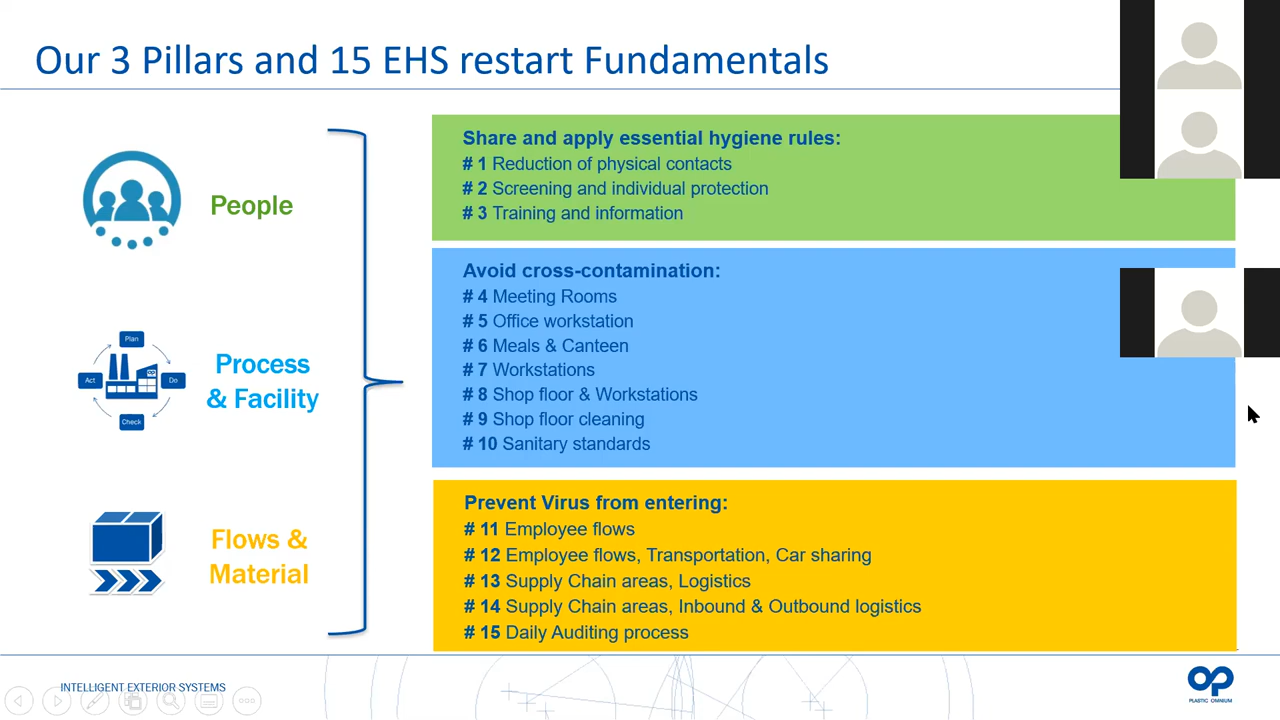 Our 3 Pillars and 15 EHS restart Fundamentals
People
Share and apply essential hygiene rules:
# 1 Reduction of physical contacts
# 2 Screening and individual protection
# 3 Training and information
Plan
Act
Do
Check
Process
& Facility
Avoid cross-contamination:
# 4 Meeting Rooms
# 5 Office workstation
# 6 Meals & Canteen
# 7 Workstations
# 8 Shop floor & Workstations
# 9 Shop floor cleaning
# 10 Sanitary standards
Flows &
Material
Prevent Virus from entering:
# 11 Employee flows
# 12 Employee flows, Transportation, Car sharing
# 13 Supply Chain areas, Logistics
# 14 Supply Chain areas, Inbound & Outbound logistics
# 15 Daily Auditing process
INTELLIGENT EXTERIOR SYSTEMS
OP
PLASTIC OMNIUM